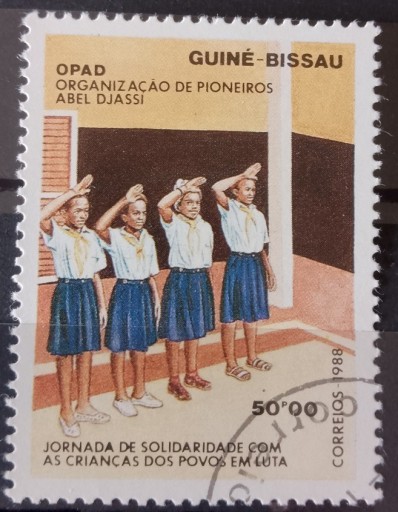 GUINÉ-BISSAU
OPAD
ORGANIZAÇÃO DE PIONEIROS
ABEL DJASSI
50P00
CORREIOS-1988
JORNADA DE SOLIDARIDADE COM
AS CRIANÇAS DOS POVOS EM LUTA